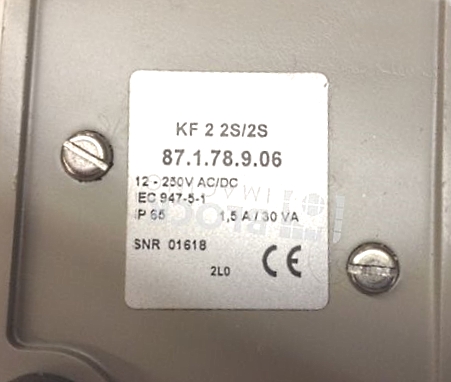 KF 2 2S/2S
87.1.78.9.06
12 - 250V AC/DC
IEC 947-5-1
IP 65 1,5 A / 30 VA
SNR 01618
2L0 CE